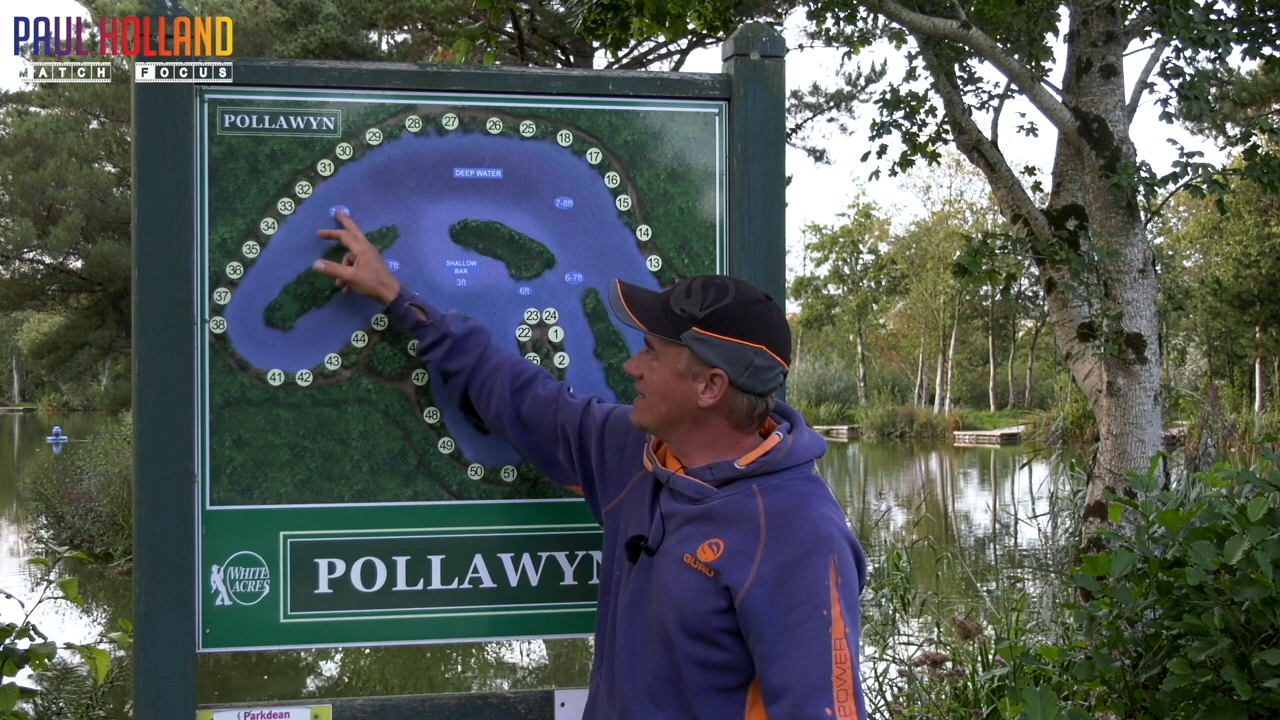 PAUL HOLLAND
MATCH FOCUS
POLLAWYN
28
27
26
25
29
18
30
17
31
16
32
15
33
34
14
35
13
36
37
38
DEEP WATER
7-8ft
7ft
SHALLOW
BAR
3ft
6-7ft
6ft
23
24
22
1
2
45
44
43
42
41
47
48
49
50
51
WHITE
ACRES
POLLAWYN
GURU
POWER
Parkdean